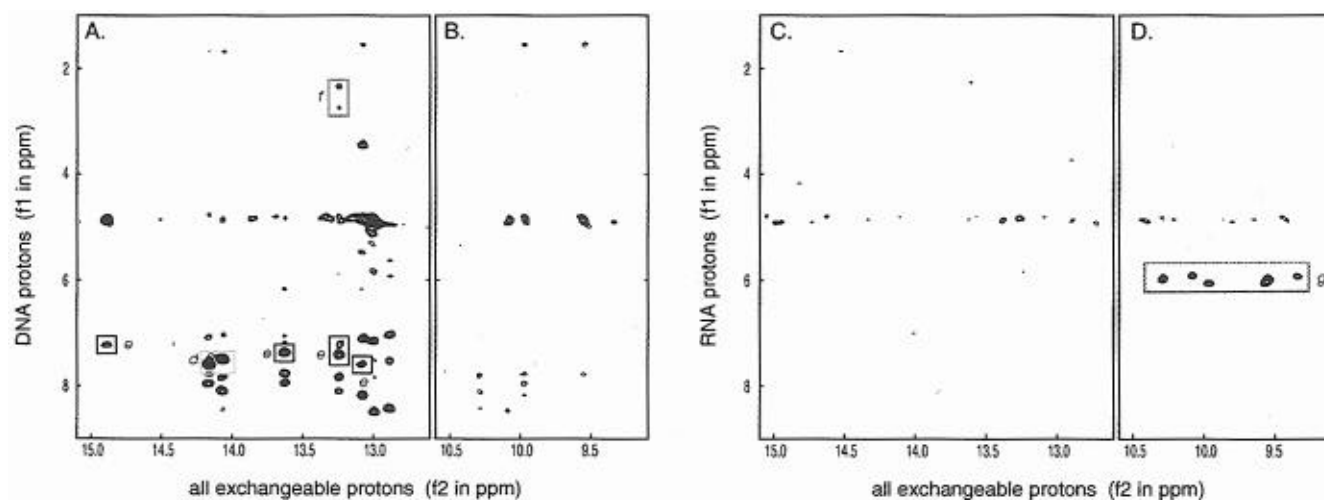 A.
B.
C.
D.
DNA protons (f1 in ppm)
2
4
6
8
f
e
d
e
e
e
15.0 14.5 14.0 13.5 13.0 10.0 9.5
all exchangeable protons (f2 in ppm)
RNA protons (f1 in ppm)
2
4
6
8
g
15.0 14.5 14.0 13.5 13.0 10.5 10.0 9.5
all exchangeable protons (f2 in ppm)